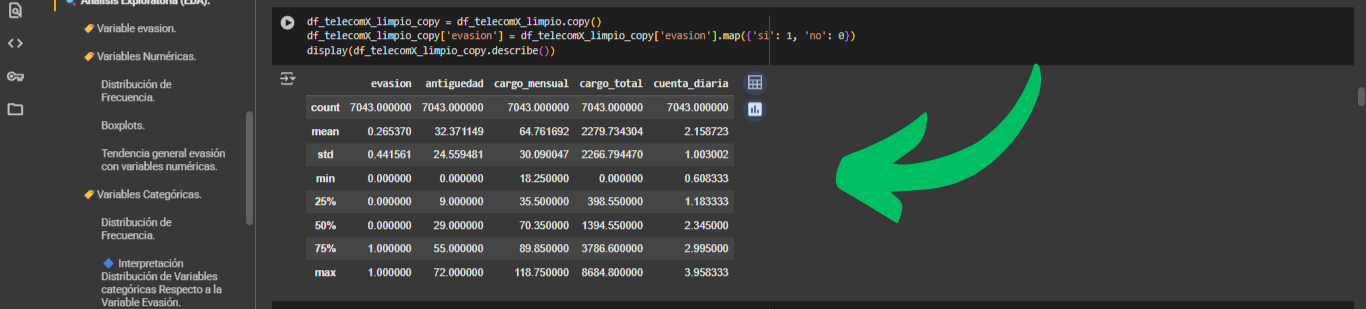 Análisis Exploratoria (EDA).
Variable evasion.
Variables Numéricas.
Distribución de
Frecuencia.
Boxplots.
Tendencia general evasión
con variables numéricas.
Variables Categóricas.
Distribución de
Frecuencia.
Interpretación
Distribución de Variables
categóricas Respecto a la
Variable Evasión.
df_telecomX_limpio_copy = df_telecomX_limpio.copy()
df_telecomX_limpio_copy['evasion'] = df_telecomX_limpio_copy['evasion'].map({'si': 1, 'no': 0})
display(df_telecomX_limpio_copy.describe())
evasion antiguedad cargo_mensual cargo_total cuenta_diaria
count 7043.000000 7043.000000 7043.000000 7043.000000 7043.000000
mean 0.265370 32.371149 64.761692 2279.734304 2.158723
std 0.441561 24.559481 30.090047 2266.794470 1.003002
min 0.000000 0.000000 18.250000 0.000000 0.608333
25% 0.000000 9.000000 35.500000 398.550000 1.183333
50% 0.000000 29.000000 70.350000 1394.550000 2.345000
75% 1.000000 55.000000 89.850000 3786.600000 2.995000
max 1.000000 72.000000 118.750000 8684.800000 3.958333